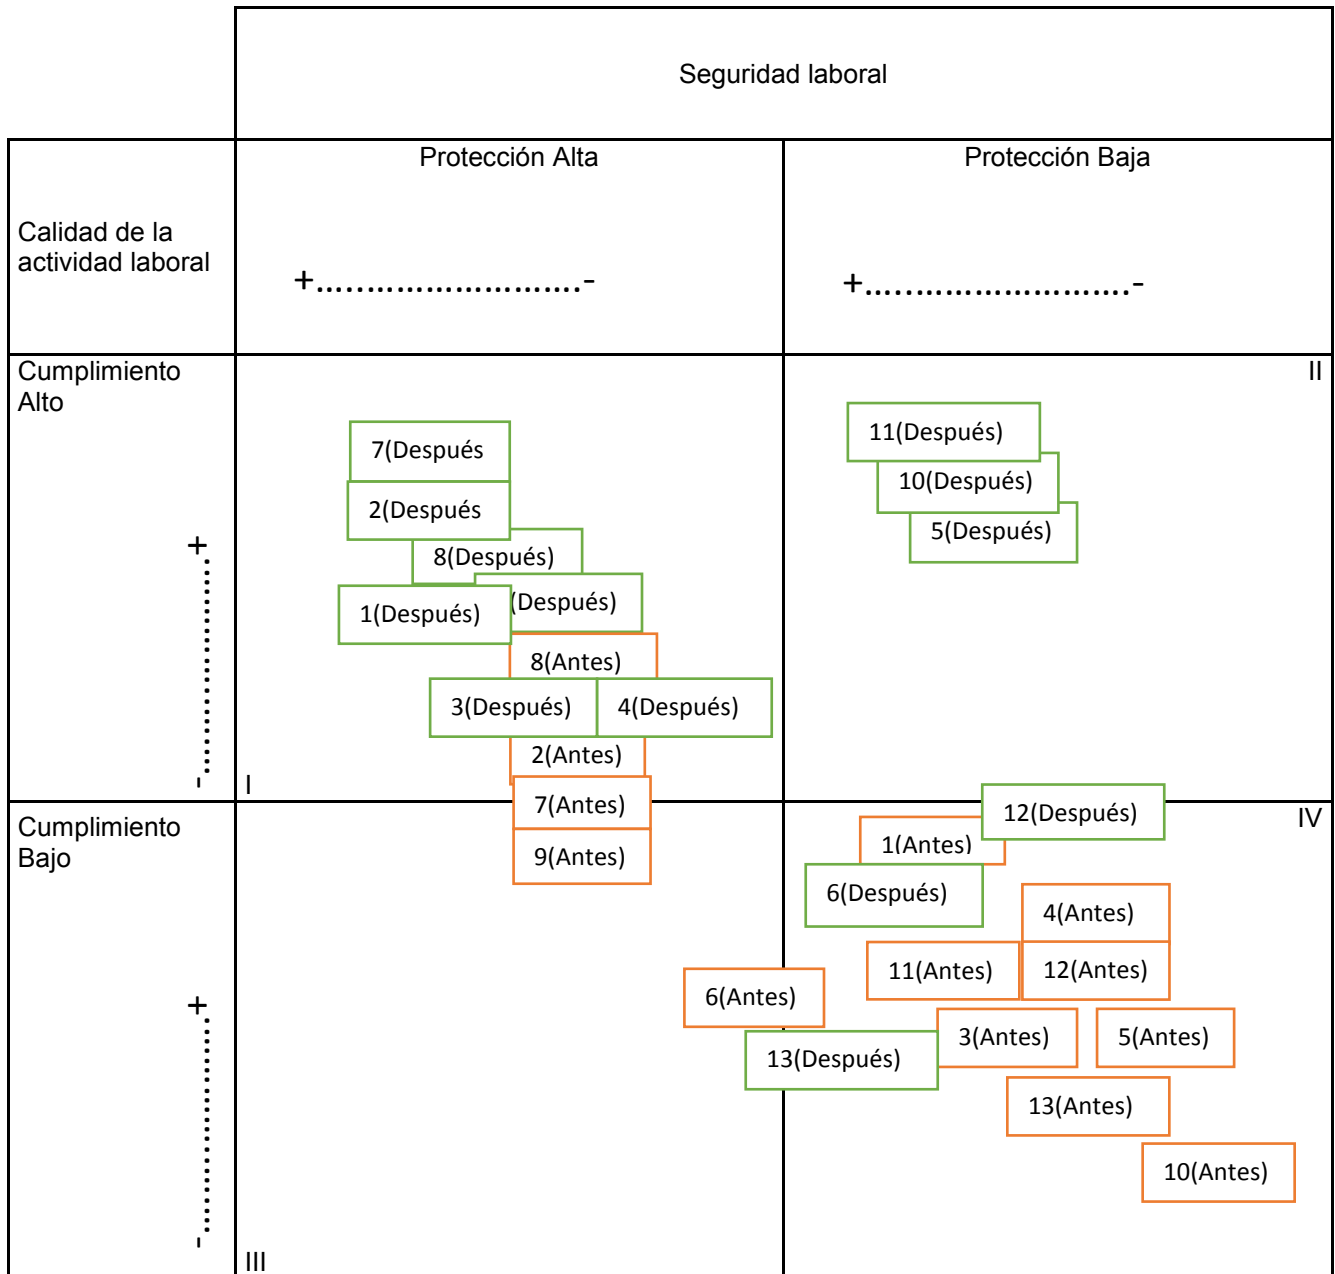 Seguridad laboral
Calidad de la
actividad laboral
Protección Alta
+..............................-
Protección Baja
+..............................-
Cumplimiento
Alto
+
-
I
II
7(Después
2(Después
8(Después)
(Después)
1(Después)
8(Antes)
3(Después)
4(Después)
2(Antes)
7(Antes)
9(Antes)
11(Después)
10(Después)
5(Después)
Cumplimiento
Bajo
+
-
III
IV
12(Después)
1(Antes)
6(Después)
4(Antes)
11(Antes)
12(Antes)
6(Antes)
3(Antes)
5(Antes)
13(Después)
13(Antes)
10(Antes)